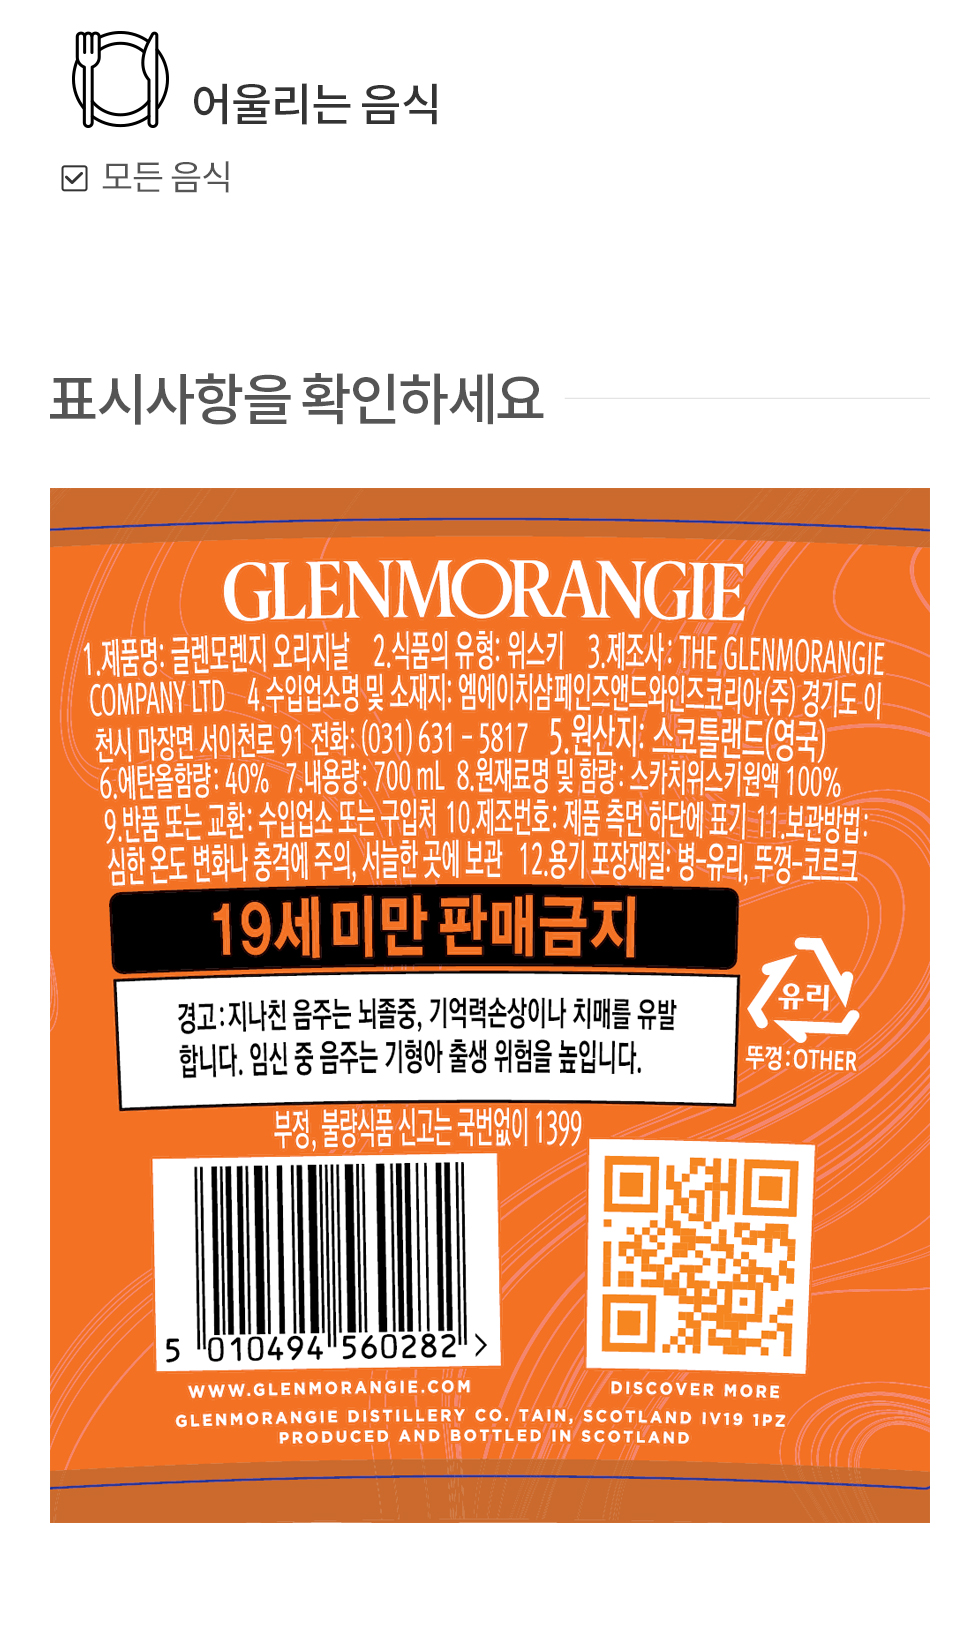 어울리는 음식
모든 음식
표시사항을 확인하세요
GLENMORANGIE
1.제품명: 글렌모렌지 오리지날 2.식품의 유형: 위스키 3.제조사: THE GLENMORANGIE
COMPANY LTD 4.수입업소명 및 소재지: 엠에이치샴페인즈앤드와인즈코리아(주) 경기도 이
천시 마장면 서이천로 91 전화: (031) 631 - 5817 5.원산지: 스코틀랜드(영국)
6.에탄올함량: 40% 7.내용량: 700 mL 8.원재료명 및 함량: 스카치위스키원액 100%
9.반품 또는 교환: 수입업소 또는 구입처 10.제조번호: 제품 측면 하단에 표기 11.보관방법:
심한 온도 변화나 충격에 주의, 서늘한 곳에 보관 12.용기 포장재질: 병-유리, 뚜껑-코르크
19세 미만 판매금지
경고: 지나친 음주는 뇌졸중, 기억력손상이나 치매를 유발
합니다. 임신 중 음주는 기형아 출생 위험을 높입니다.
유리
뚜껑:OTHER
부정, 불량식품 신고는 국번없이 1399
5 010494 560282 >
WWW.GLENMORANGIE.COM
DISCOVER MORE
GLENMORANGIE DISTILLERY CO. TAIN, SCOTLAND IV19 1PZ
PRODUCED AND BOTTLED IN SCOTLAND